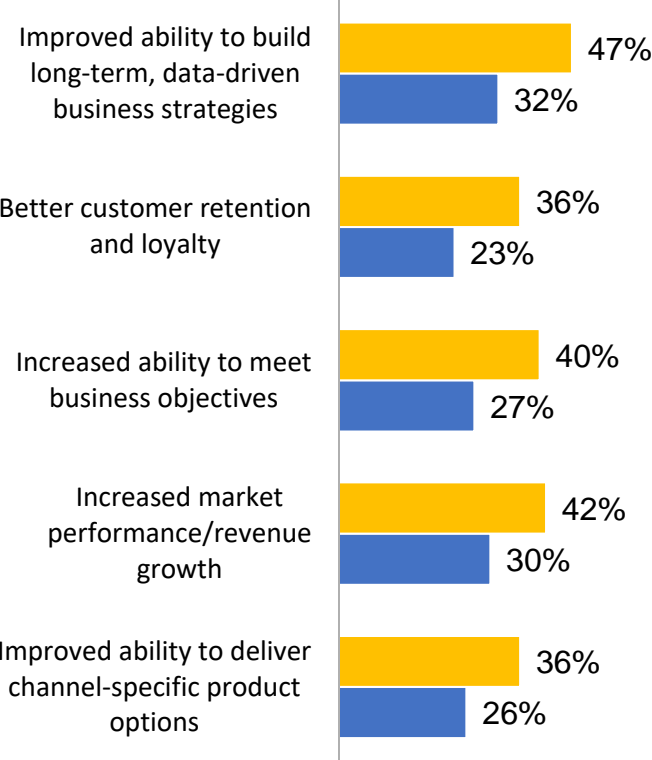 Improved ability to build
long-term, data-driven
business strategies
47%
32%
Better customer retention
and loyalty
36%
23%
Increased ability to meet
business objectives
40%
27%
Increased market
performance/revenue
growth
42%
30%
Improved ability to deliver
channel-specific product
options
36%
26%